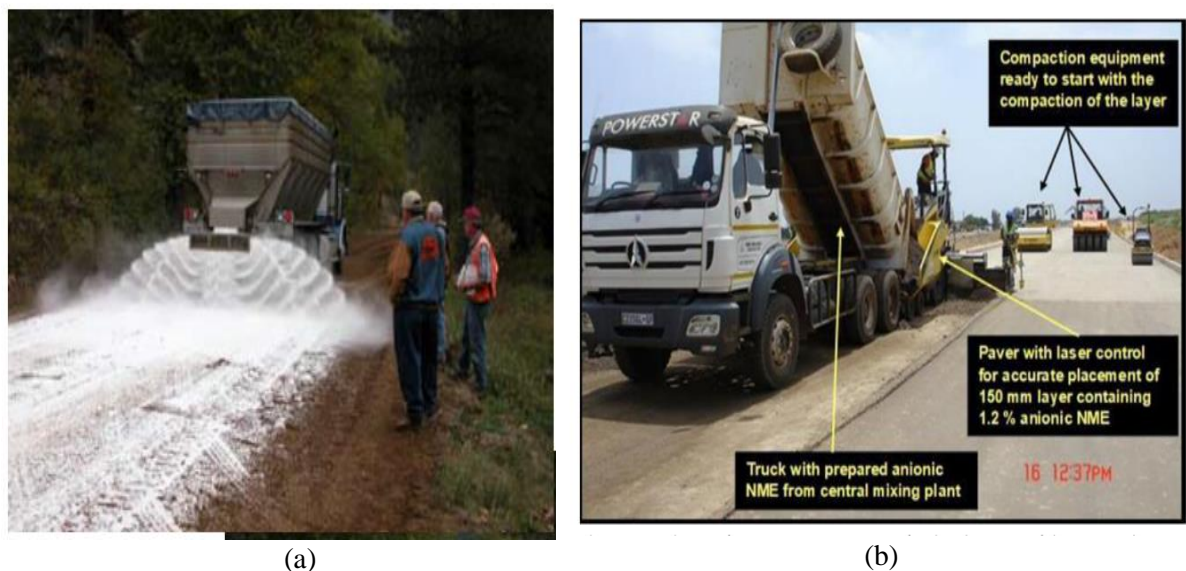 (a)
POWERSTAR
Compaction equipment
ready to start with the
compaction of the layer
Paver with laser control
for accurate placement of
150 mm layer containing
1.2 % anionic NME
Truck with prepared anionic
NME from central mixing plant
16 12:37PM
(b)